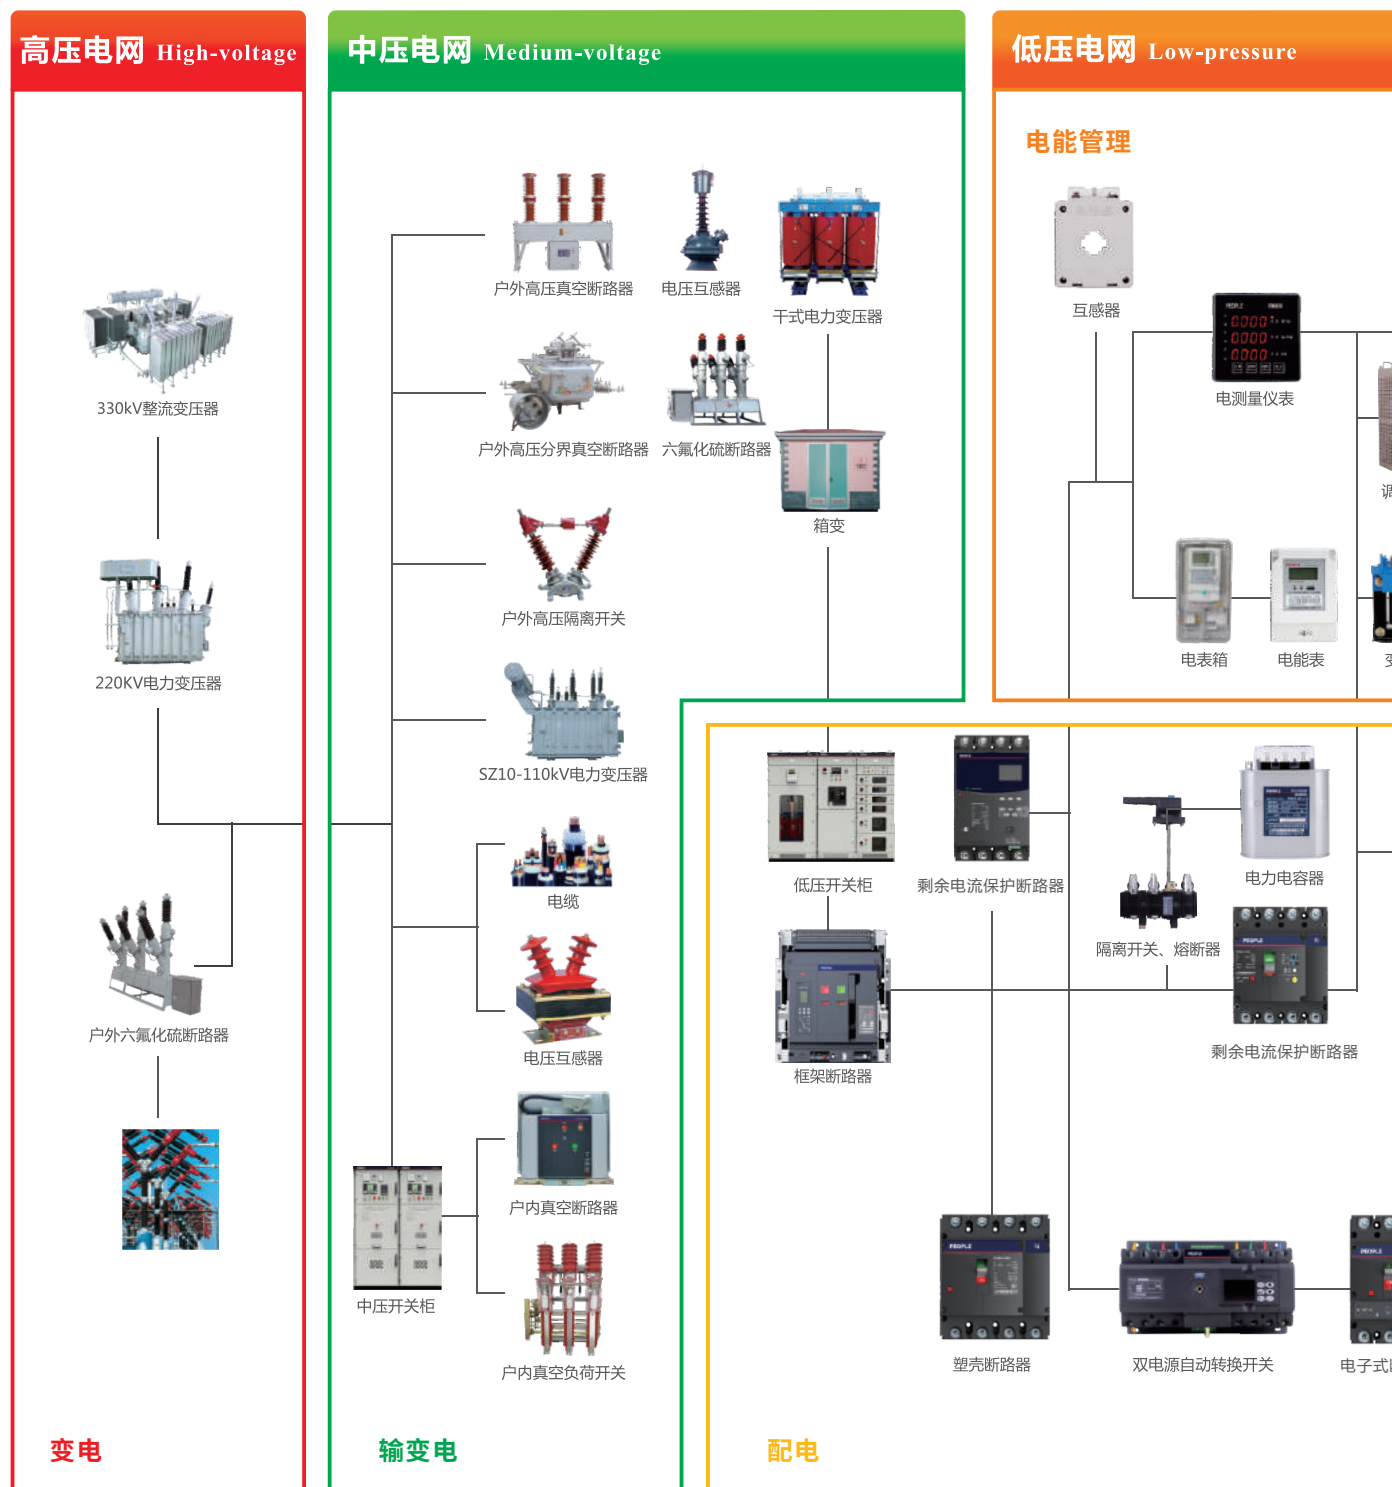 高压电网 High-voltage
中压电网 Medium-voltage
低压电网 Low-pressure
330kV整流变压器
220KV电力变压器
户外六氟化硫断路器
变电
户外高压真空断路器
电压互感器
干式电力变压器
户外高压分界真空断路器
六氟化硫断路器
箱变
户外高压隔离开关
SZ10-110kV电力变压器
电缆
电压互感器
户内真空断路器
中压开关柜
户内真空负荷开关
输变电
电能管理
互感器
电测量仪表
调
电表箱
电能表
低压开关柜
剩余电流保护断路器
电力电容器
隔离开关、熔断器
框架断路器
剩余电流保护断路器
塑壳断路器
双电源自动转换开关
电子式
配电